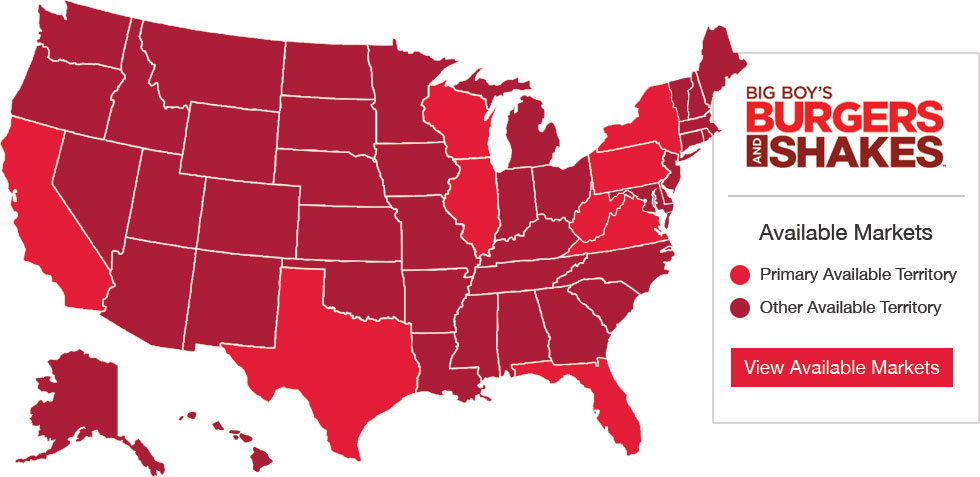 BIG BOY'S
BURGERS
AND SHAKES
Available Markets
Primary Available Territory
Other Available Territory
View Available Markets